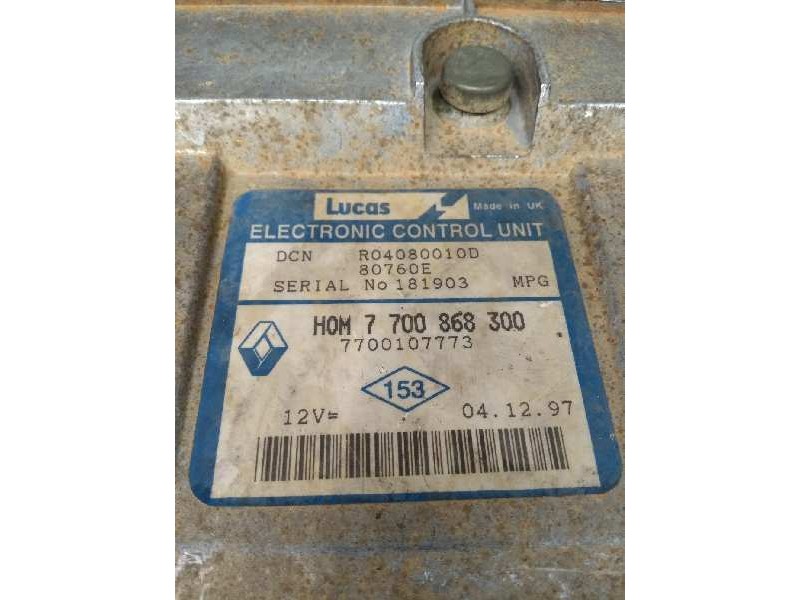 Lucas Made in UK
ELECTRONIC CONTROL UNIT
DCN R04080010D
80760E
SERIAL No 181903 MPG
HOM 7 700 868 300
7700107773
153
12V= 04.12.97